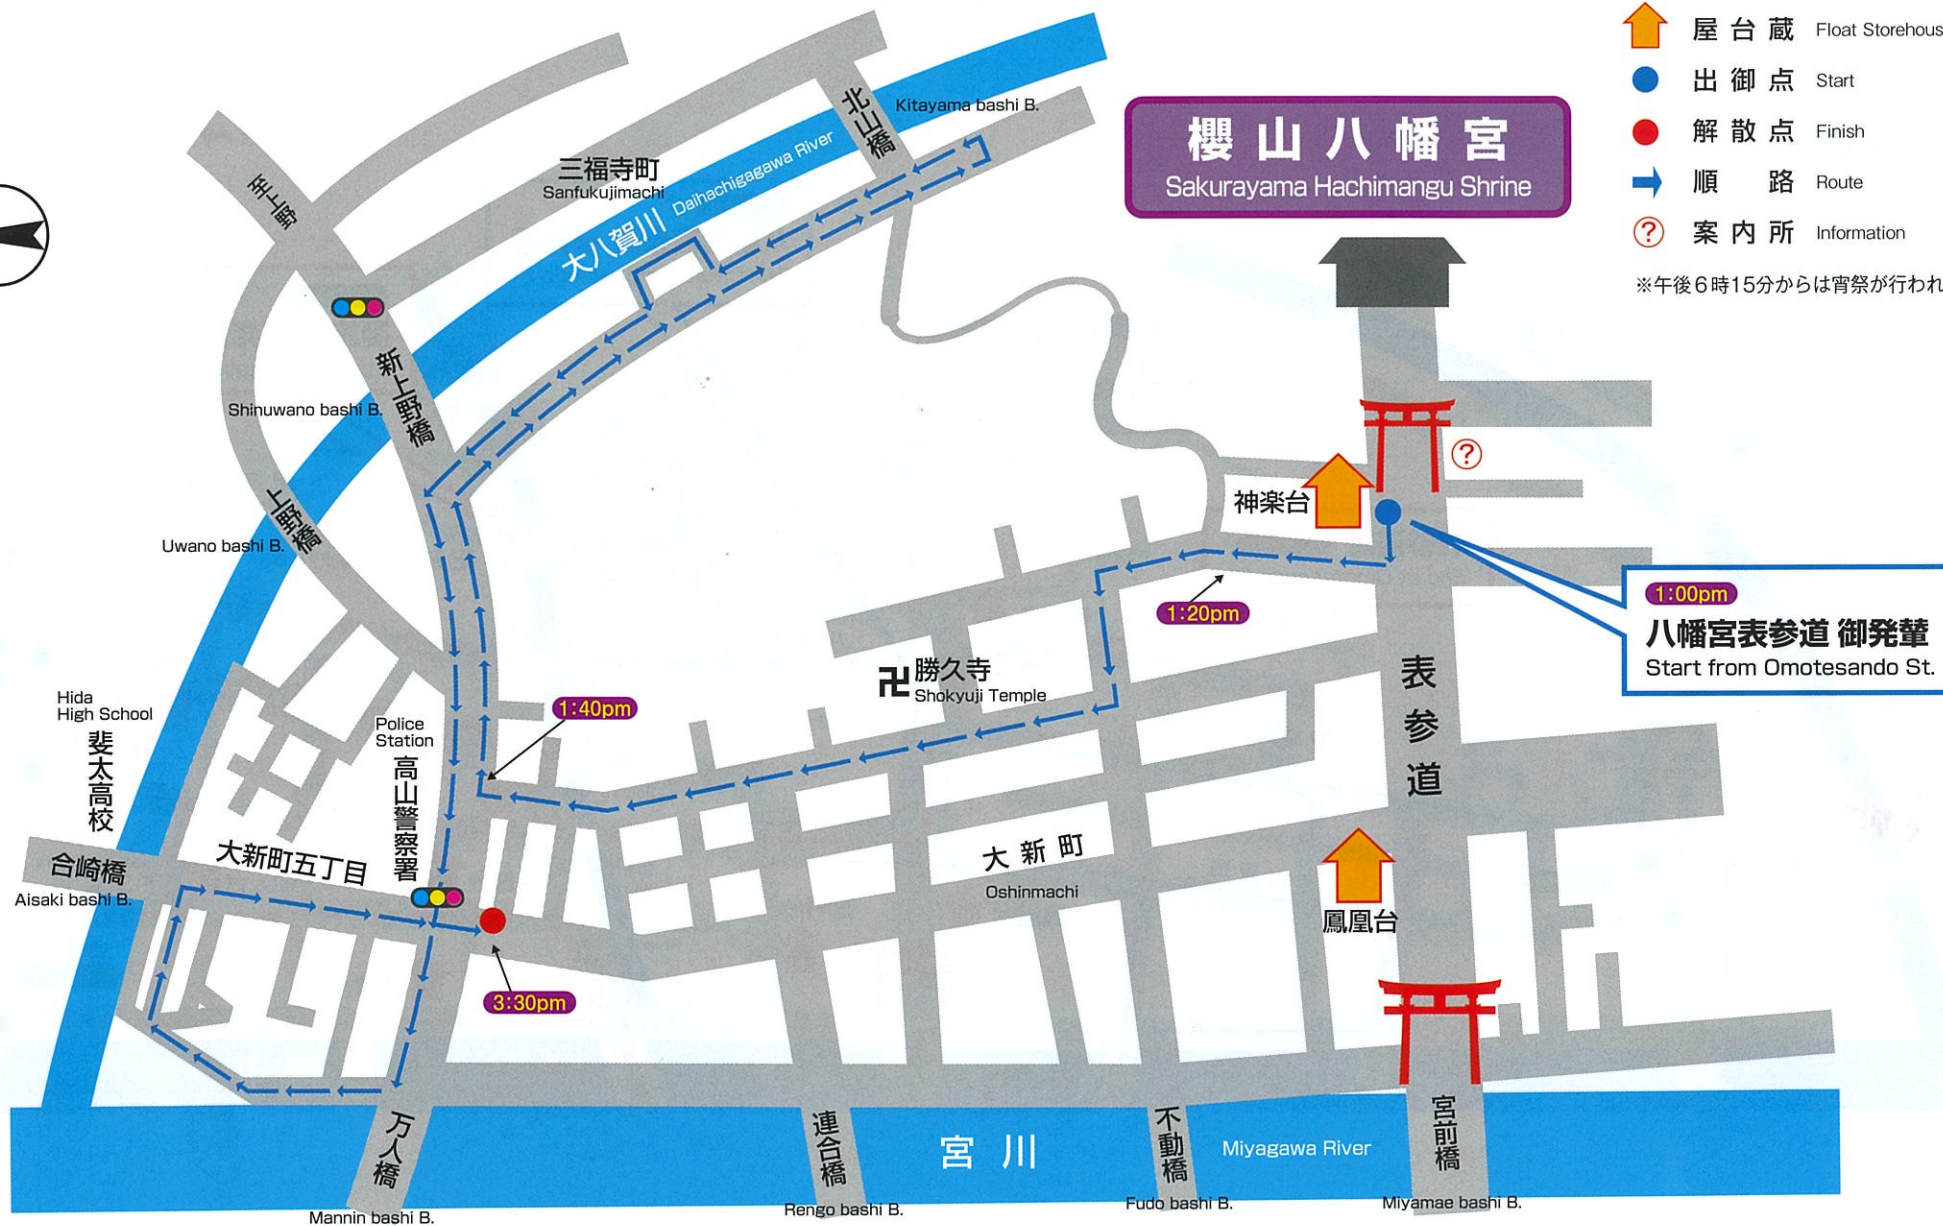 屋台蔵 Float Storehous
出御点 Start
解散点 Finish
順路 Route
? 案内所 Information
※午後6時15分からは宵祭が行われ
櫻山八幡宮
Sakurayama Hachimangu Shrine
北山橋
Kitayama bashi B.
三福寺町
Sanfukujimachi
大八賀川 Daihachigagawa River
至上野
新上野橋
Shinuwano bashi B.
上野橋
Uwano bashi B.
?
神楽台
1:00pm
八幡宮表参道 御発輦
Start from Omotesando St.
1:20pm
卍 勝久寺
Shokyuji Temple
表参道
1:40pm
Hida
High School
斐太高校
Police
Station
高山警察署
大新町五丁目
合崎橋
Aisaki bashi B.
大新町
Oshinmachi
鳳凰台
3:30pm
万人橋
Mannin bashi B.
連合橋
Rengo bashi B.
宮川
Miyagawa River
不動橋
Fudo bashi B.
宮前橋
Miyamae bashi B.